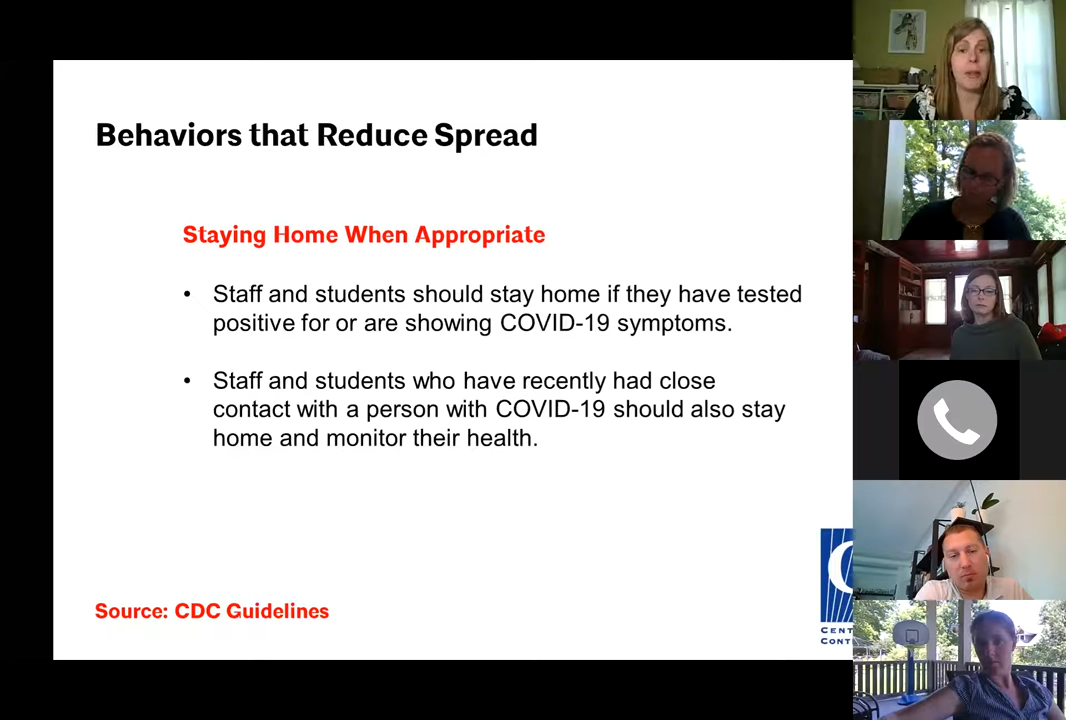 Behaviors that Reduce Spread
Staying Home When Appropriate
• Staff and students should stay home if they have tested
positive for or are showing COVID-19 symptoms.
• Staff and students who have recently had close
contact with a person with COVID-19 should also stay
home and monitor their health.
Source: CDC Guidelines